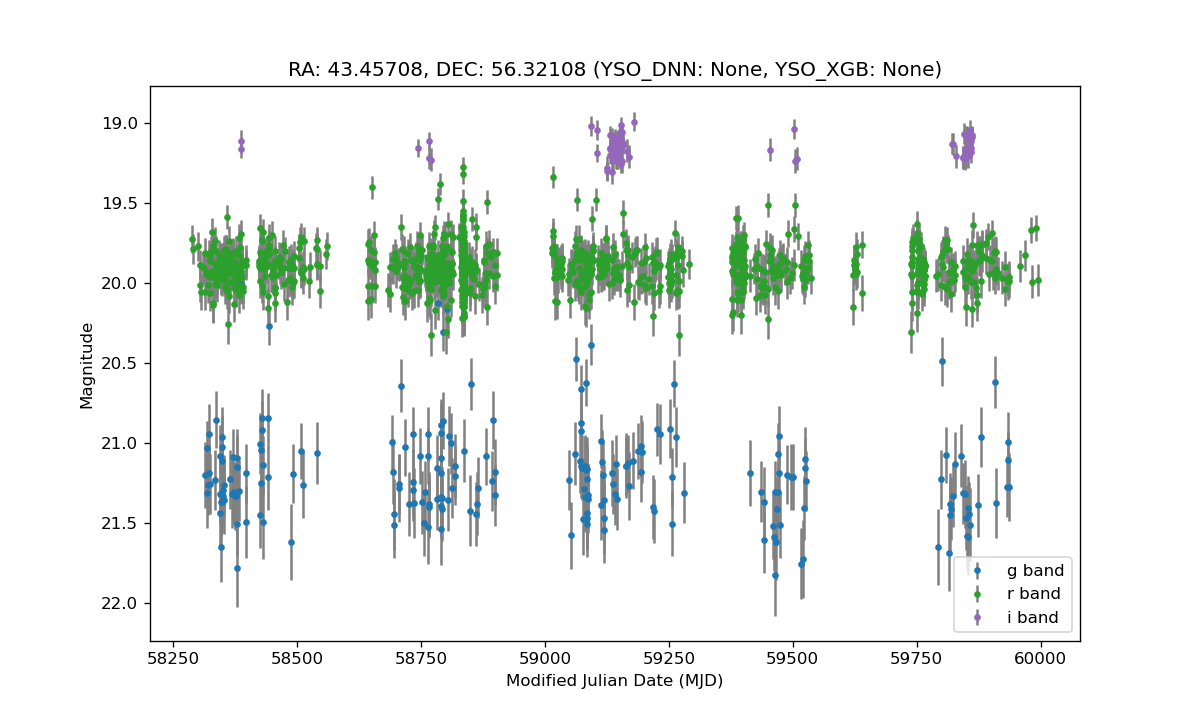 RA: 43.45708, DEC: 56.32108 (YSO_DNN: None, YSO_XGB: None)
19.0
19.5
20.0
20.5
21.0
21.5
22.0
Magnitude
g band
r band
i band
58250 58500 58750 59000 59250 59500 59750 60000
Modified Julian Date (MJD)